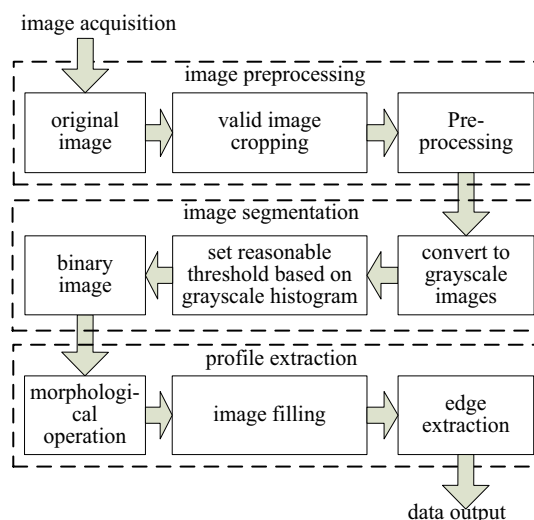 image acquisition
image preprocessing
original
image
valid image
cropping
Pre-
processing
image segmentation
binary
image
set reasonable
threshold based on
grayscale histogram
convert to
grayscale
images
profile extraction
morphologi-
cal
operation
image filling
edge
extraction
data output